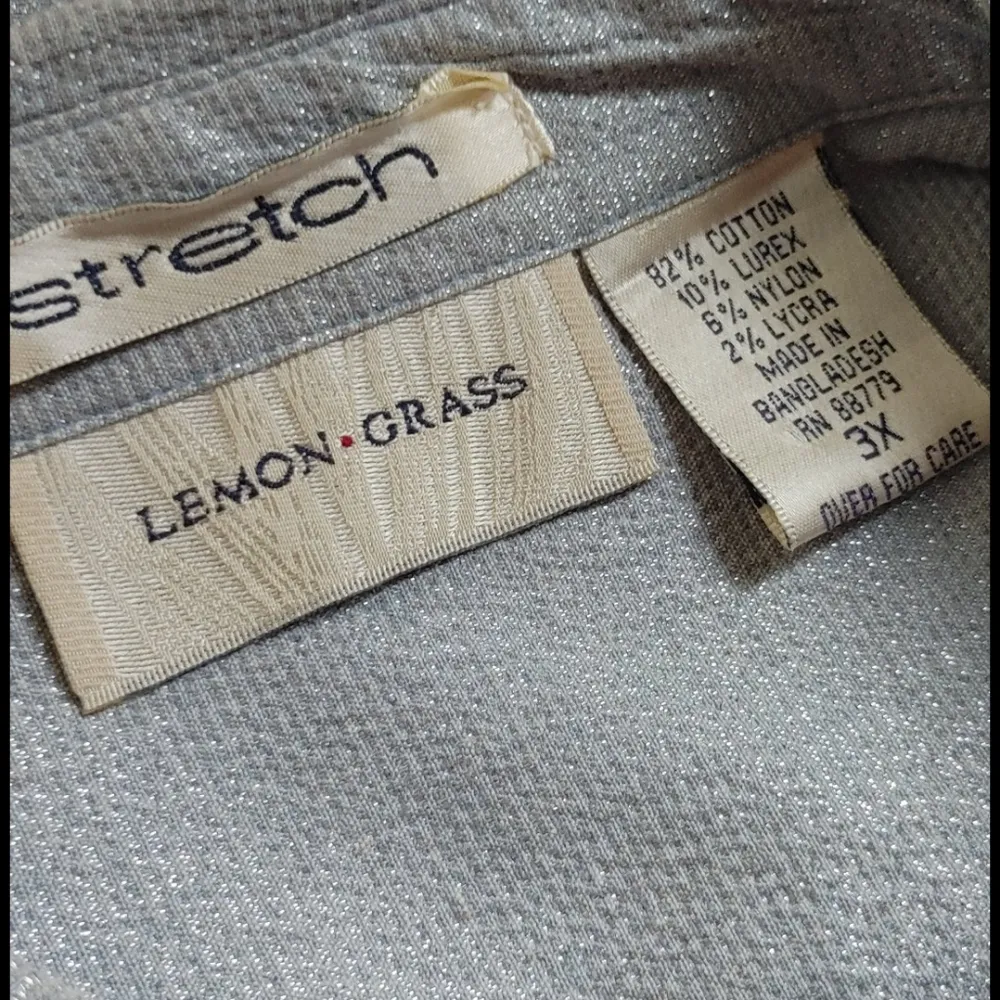 stretch
LEMON·GRASS
82% COTTON
10% LUREX
6% NYLON
2% LYCRA
MADE IN
BANGLADESH
RN 88779
3X
OVER FOR CARE